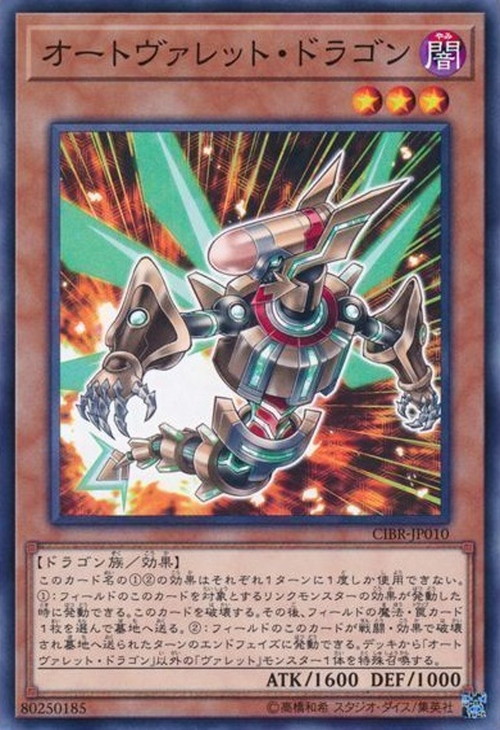 オートヴァレット・ドラゴン
闇
CIBR-JP010
【ドラゴン族/効果】
このカード名の①②の効果はそれぞれ1ターンに1度しか使用できない。
①:フィールドのこのカードを対象とするリンクモンスターの効果が発動した
時に発動できる。このカードを破壊する。その後、フィールドの魔法・罠カード
1枚を選んで墓地へ送る。②:フィールドのこのカードが戦闘・効果で破壊
され墓地へ送られたターンのエンドフェイズに発動できる。デッキから「オート
ヴァレット・ドラゴン」以外の「ヴァレット」モンスター1体を特殊召喚する。
ATK/1600 DEF/1000
80250185
©高橋和希 スタジオ・ダイス/集英社